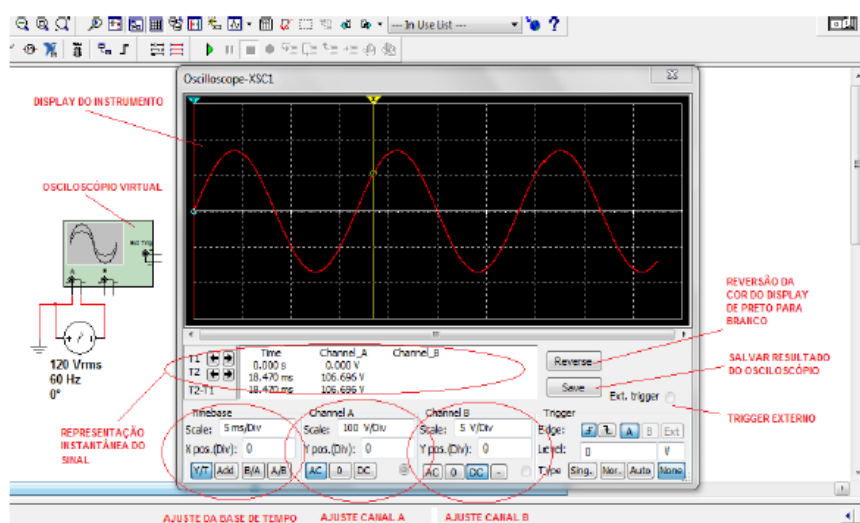 --- In Use List ---
Oscilloscope-XSC1
DISPLAY DO INSTRUMENTO
OSCILOSCÓPIO VIRTUAL
Ext Trig
A
B
120 Vrms
60 Hz
0°
REPRESENTAÇÃO
INSTANTÂNEA DO
SINAL
Time Channel_A Channel_B
T1 0.000 s 0.000 V
T2 18.470 ms 106.696 V
T2-T1 18.470 ms 106.696 V
Reverse
Save
Ext. trigger
REVERSÃO DA
COR DO DISPLAY
DE PRETO PARA
BRANCO
SALVAR RESULTADO
DO OSCILOSCÓPIO
TRIGGER EXTERNO
Timebase
Scale: 5 ms/Div
X pos.(Div): 0
Y/T Add B/A A/B
Channel A
Scale: 100 V/Div
Y pos.(Div): 0
AC 0 DC
Channel B
Scale: 5 V/Div
Y pos.(Div): 0
AC 0 DC -
Trigger
Edge: A B Ext
Level: 0 V
Type Sing. Nor. Auto None
AJUSTE DA BASE DE TEMPO AJUSTE CANAL A AJUSTE CANAL B